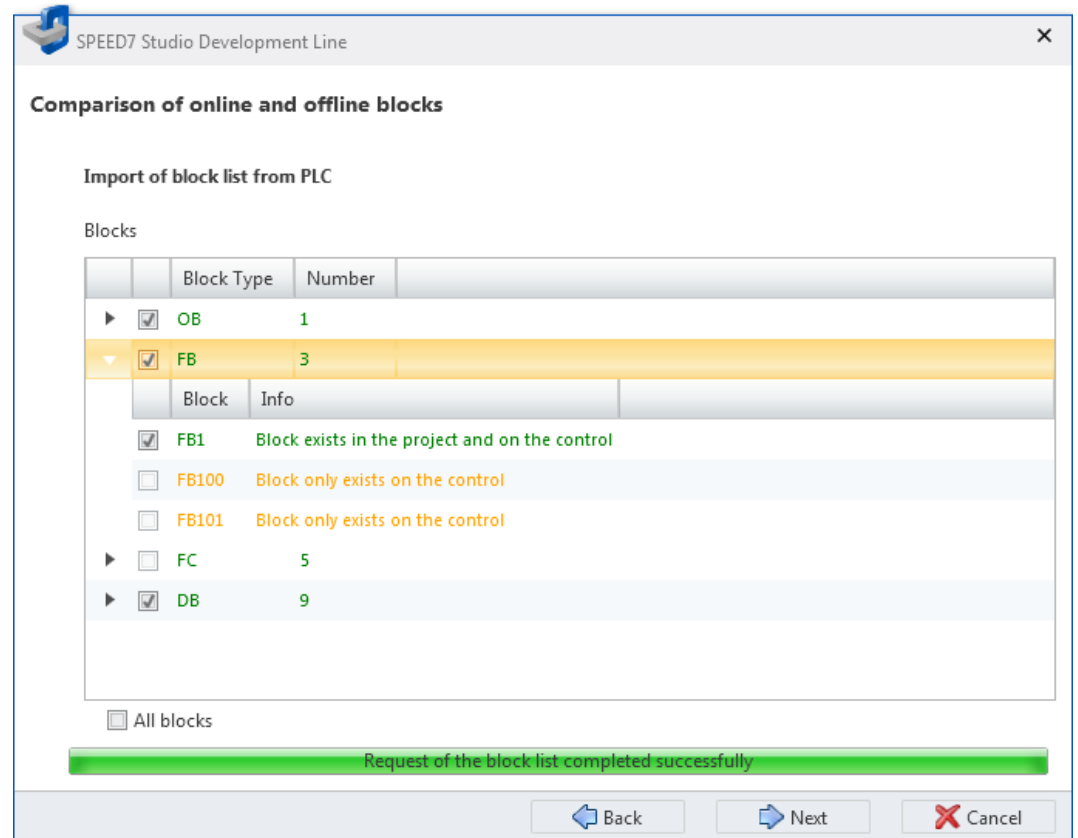 SPEED7 Studio Development Line
Comparison of online and offline blocks
Import of block list from PLC
Blocks
Block Type Number
OB 1
FB 3
Block Info
FB1 Block exists in the project and on the control
FB100 Block only exists on the control
FB101 Block only exists on the control
FC 5
DB 9
All blocks
Request of the block list completed successfully
Back Next Cancel